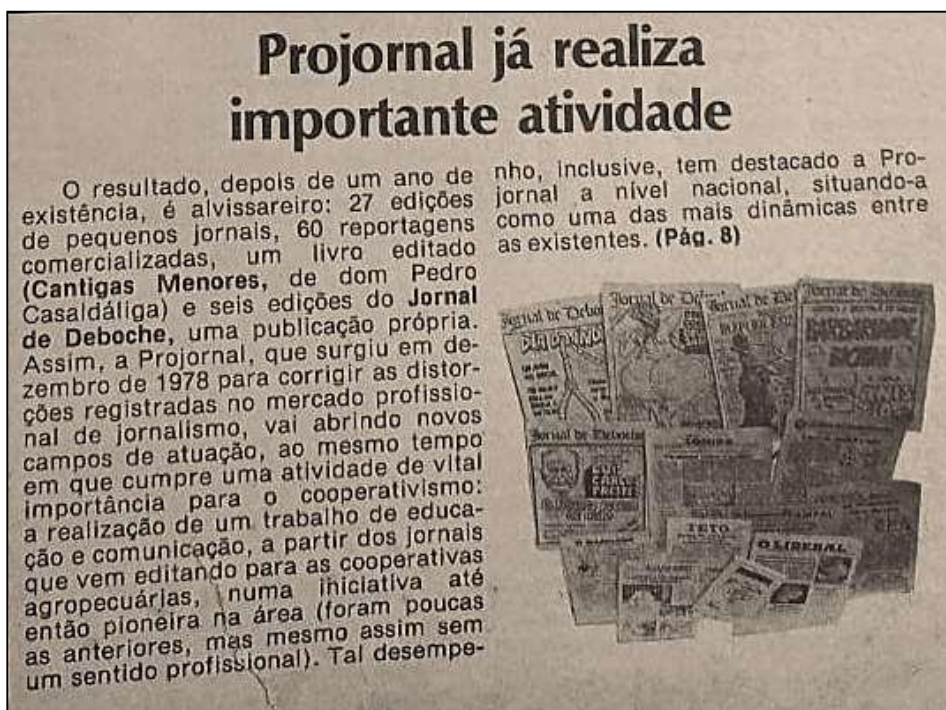 Projornal já realiza
importante atividade
O resultado, depois de um ano de
existência, é alvissareiro: 27 edições
de pequenos jornais, 60 reportagens
comercializadas, um livro editado
(Cantigas Menores, de dom Pedro
Casaldáliga) e seis edições do Jornal
de Deboche, uma publicação própria.
Assim, a Projornal, que surgiu em de-
zembro de 1978 para corrigir as distor-
ções registradas no mercado profissio-
nal de jornalismo, vai abrindo novos
campos de atuação, ao mesmo tempo
em que cumpre uma atividade de vital
importância para o cooperativismo:
a realização de um trabalho de educa-
ção e comunicação, a partir dos jornais
que vem editando para as cooperativas
agropecuárias, numa iniciativa até
então pioneira na área (foram poucas
as anteriores, mas mesmo assim sem
um sentido profissional). Tal desempe-
nho, inclusive, tem destacado a Pro-
jornal a nível nacional, situando-a
como uma das mais dinâmicas entre
as existentes. (Pág. 8)
Jornal de Deboche
Jornal de Deboche
TETO
O LIBERAL